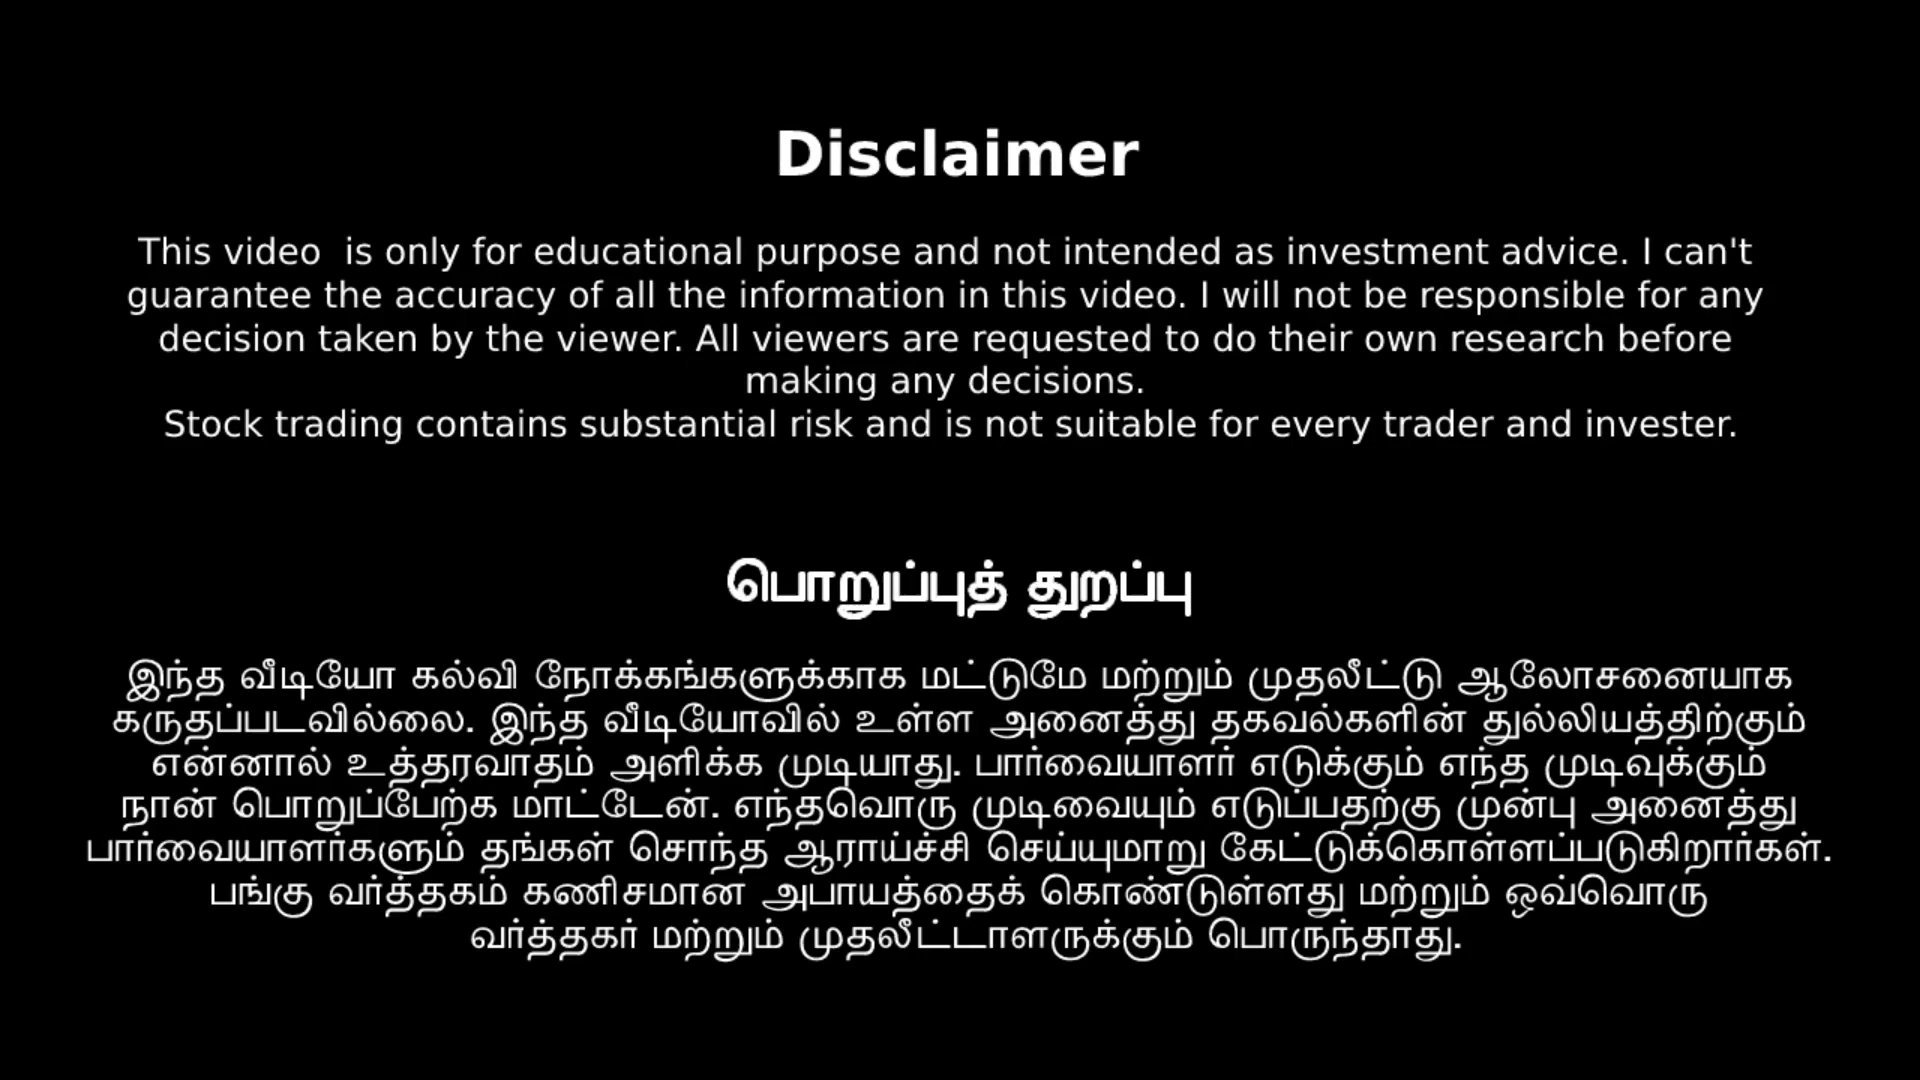 Disclaimer
This video  is only for educational purpose and not intended as investment advice. I can't
guarantee the accuracy of all the information in this video. I will not be responsible for any
decision taken by the viewer. All viewers are requested to do their own research before
making any decisions.
Stock trading contains substantial risk and is not suitable for every trader and invester.
பொறுப்புத் துறப்பு
இந்த வீடியோ கல்வி நோக்கங்களுக்காக மட்டுமே மற்றும் முதலீட்டு ஆலோசனையாக
கருதப்படவில்லை. இந்த வீடியோவில் உள்ள அனைத்து தகவல்களின் துல்லியத்திற்கும்
என்னால் உத்தரவாதம் அளிக்க முடியாது. பார்வையாளர் எடுக்கும் எந்த முடிவுக்கும்
நான் பொறுப்பேற்க மாட்டேன். எந்தவொரு முடிவையும் எடுப்பதற்கு முன்பு அனைத்து
பார்வையாளர்களும் தங்கள் சொந்த ஆராய்ச்சி செய்யுமாறு கேட்டுக்கொள்ளப்படுகிறார்கள்.
பங்கு வர்த்தகம் கணிசமான அபாயத்தைக் கொண்டுள்ளது மற்றும் ஒவ்வொரு
வர்த்தகர் மற்றும் முதலீட்டாளருக்கும் பொருந்தாது.